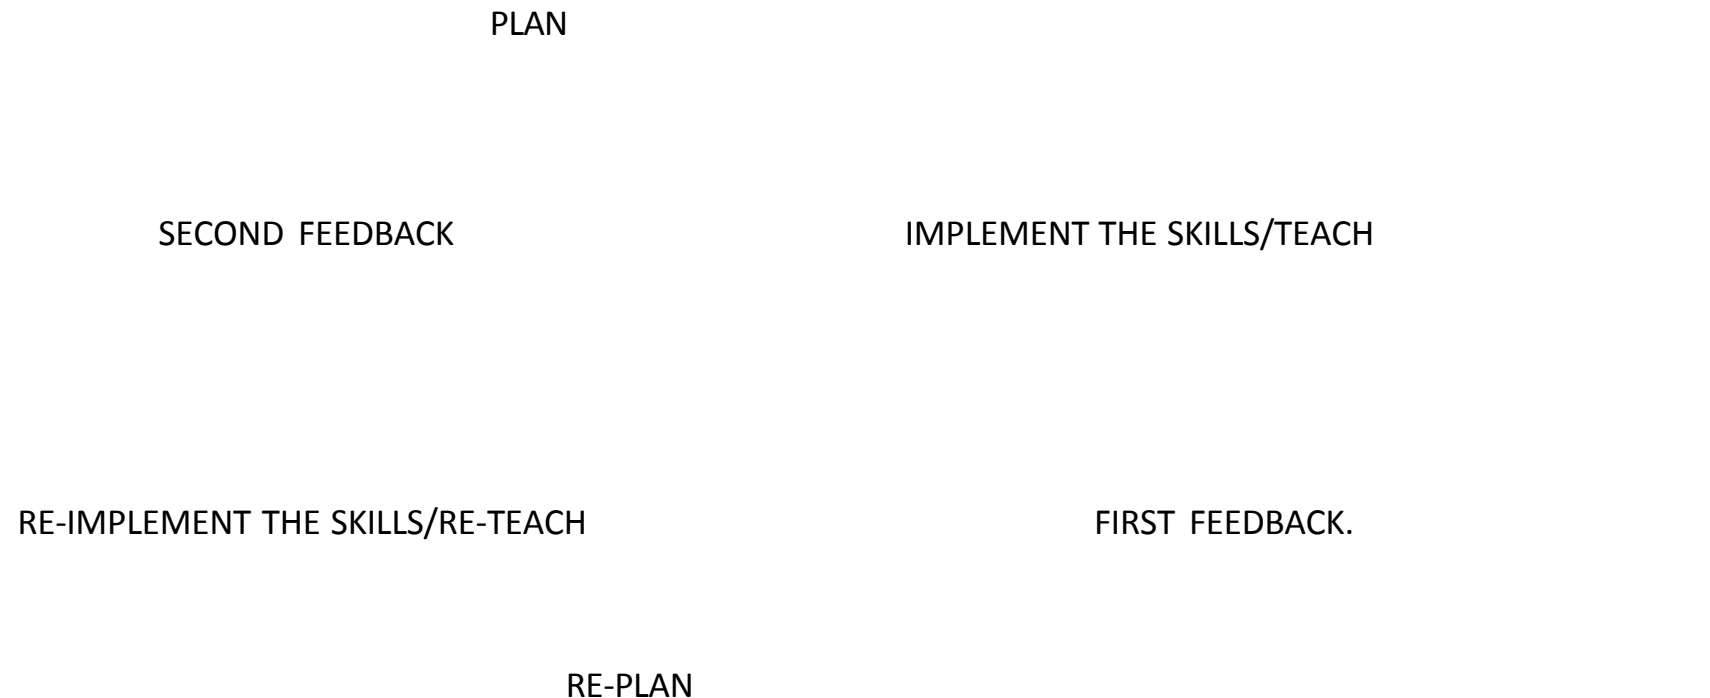 PLAN
SECOND FEEDBACK
IMPLEMENT THE SKILLS/TEACH
RE-IMPLEMENT THE SKILLS/RE-TEACH
FIRST FEEDBACK.
RE-PLAN